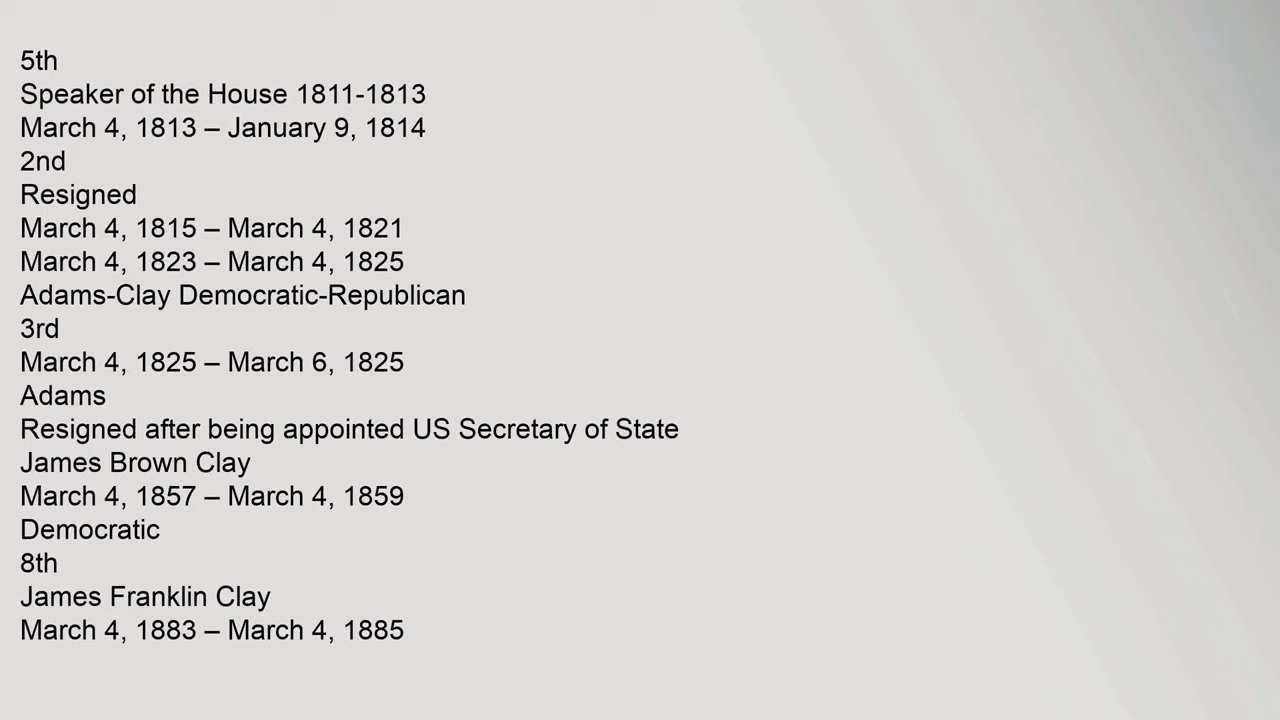 5th
Speaker of the House 1811-1813
March 4, 1813 – January 9, 1814
2nd
Resigned
March 4, 1815 – March 4, 1821
March 4, 1823 – March 4, 1825
Adams-Clay Democratic-Republican
3rd
March 4, 1825 – March 6, 1825
Adams
Resigned after being appointed US Secretary of State
James Brown Clay
March 4, 1857 – March 4, 1859
Democratic
8th
James Franklin Clay
March 4, 1883 – March 4, 1885